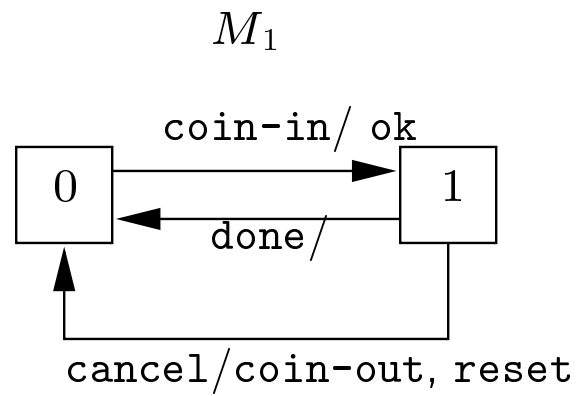 M₁
coin-in/ ok
0
1
done/
cancel/coin-out, reset